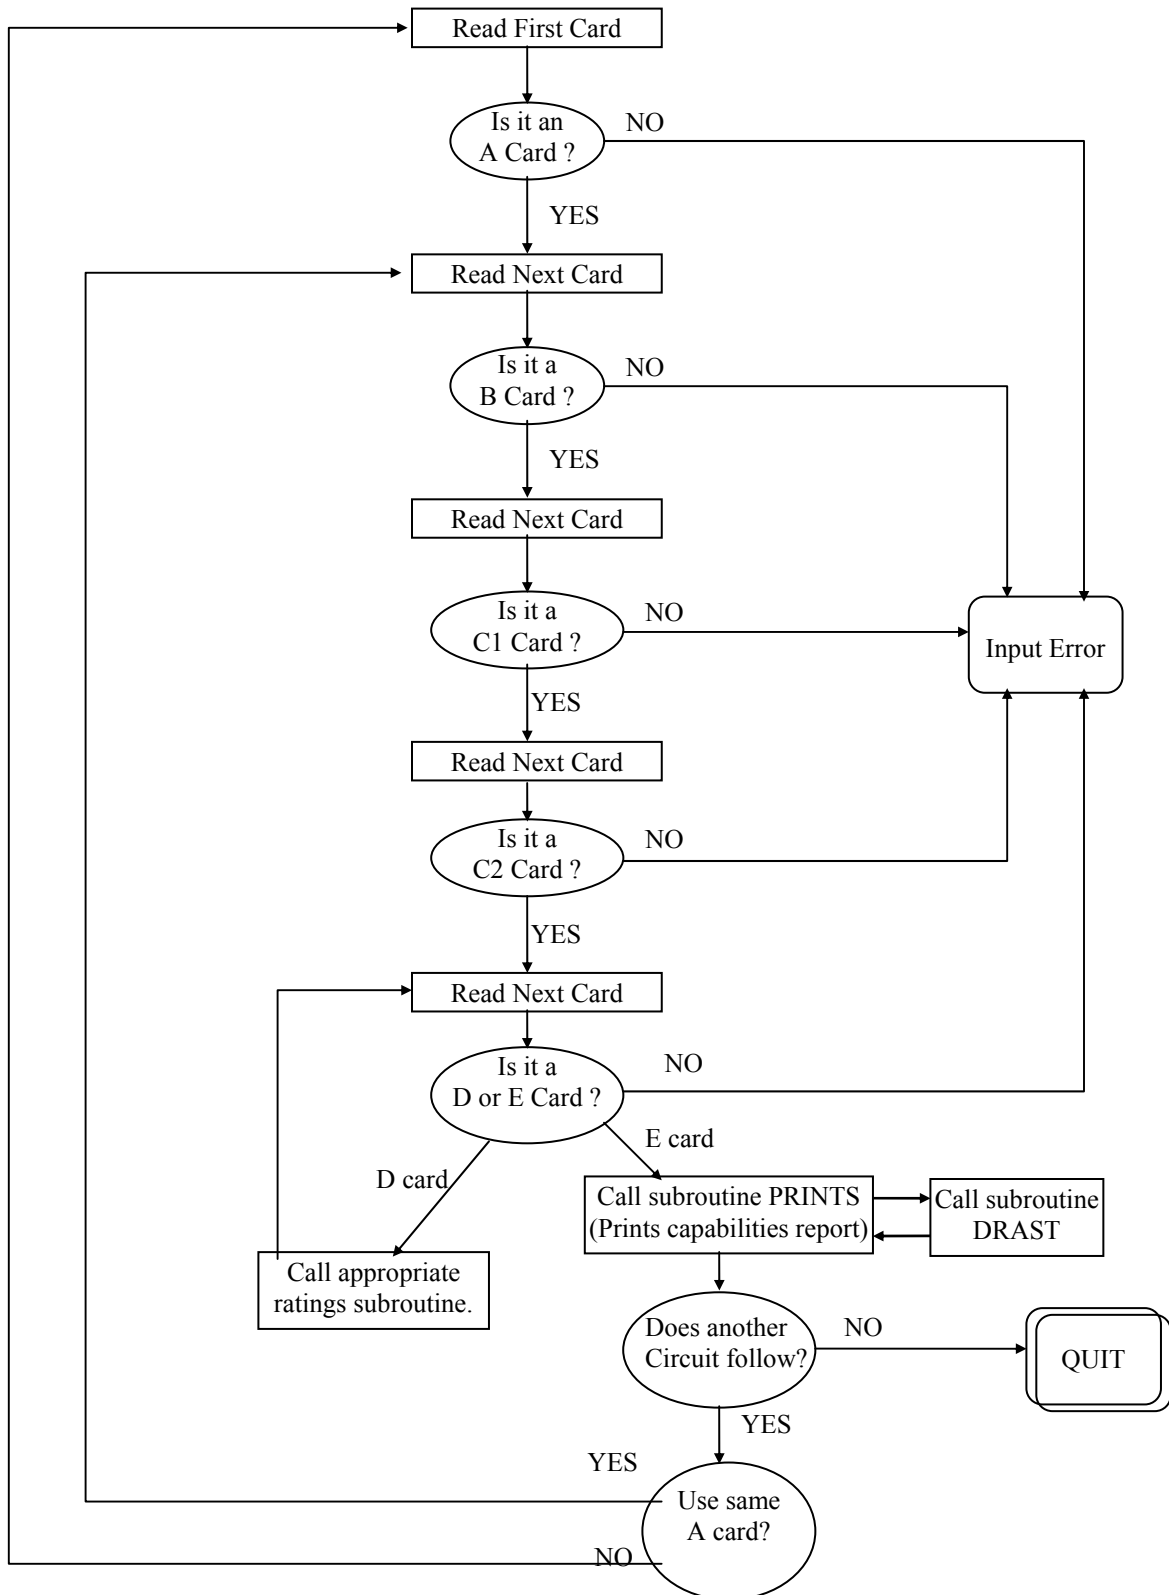 Read First Card
Is it an
A Card ?
NO
YES
Read Next Card
Is it a
B Card ?
NO
YES
Read Next Card
Is it a
C1 Card ?
NO
Input Error
YES
Read Next Card
Is it a
C2 Card ?
NO
YES
Read Next Card
Is it a
D or E Card ?
NO
E card
D card
Call subroutine PRINTS
(Prints capabilities report)
Call subroutine
DRAST
Call appropriate
ratings subroutine.
Does another
Circuit follow?
NO
QUIT
YES
YES
Use same
A card?
NO